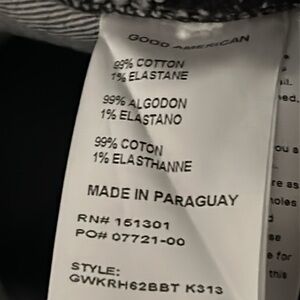 GOOD AMERICAN
99% COTTON
1% ELASTANE
99% ALGODON
1% ELASTANO
99% COTON
1% ELASTHANNE
MADE IN PARAGUAY
RN# 151301
PO# 07721-00
STYLE:
GWKRH62BBT K313